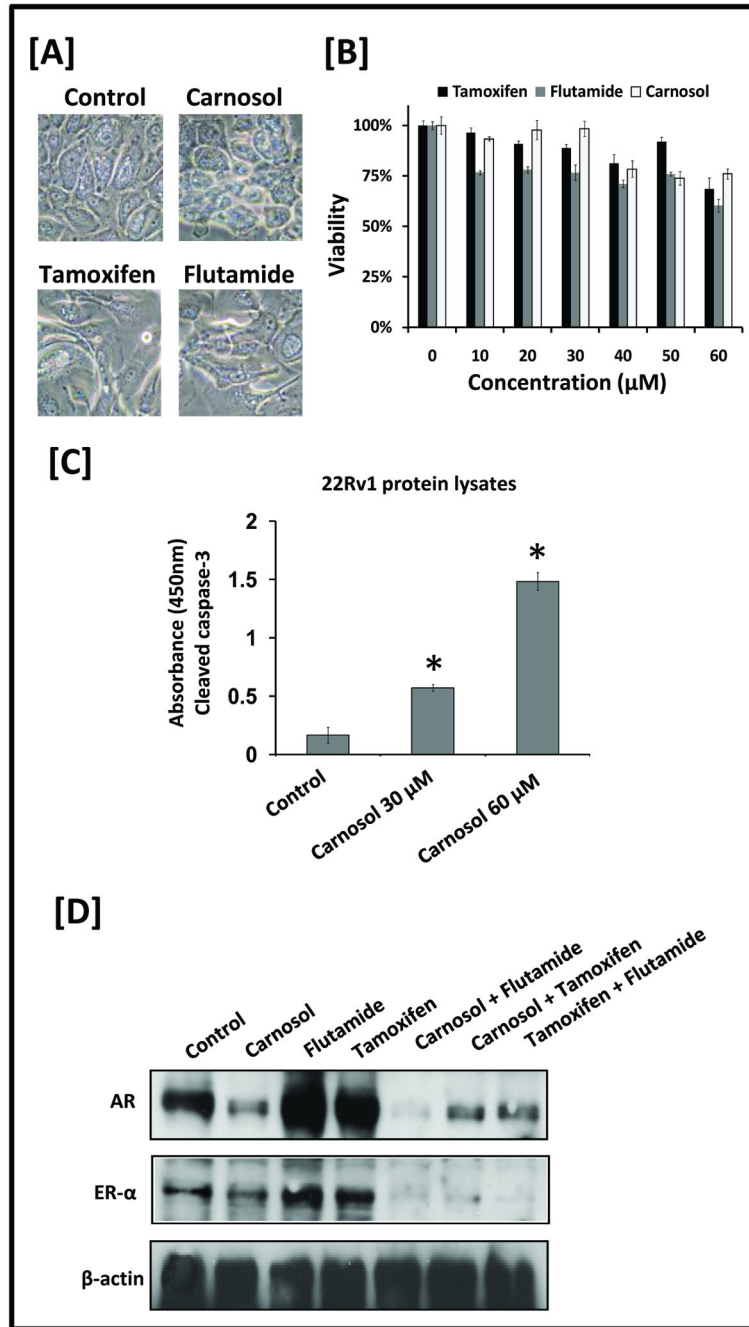 [A]
Control Carnosol
Tamoxifen Flutamide
[B]
Tamoxifen Flutamide Carnosol
100%
75%
50%
25%
0%
Viability
0 10 20 30 40 50 60
Concentration (μM)
[C]
22Rv1 protein lysates
Absorbance (450nm)
Cleaved caspase-3
2
1.5
1
0.5
0
*
*
Control
Carnosol 30 μM
Carnosol 60 μM
[D]
Control
Carnosol
Flutamide
Tamoxifen
Carnosol + Flutamide
Carnosol + Tamoxifen
Tamoxifen + Flutamide
AR
ER-α
β-actin